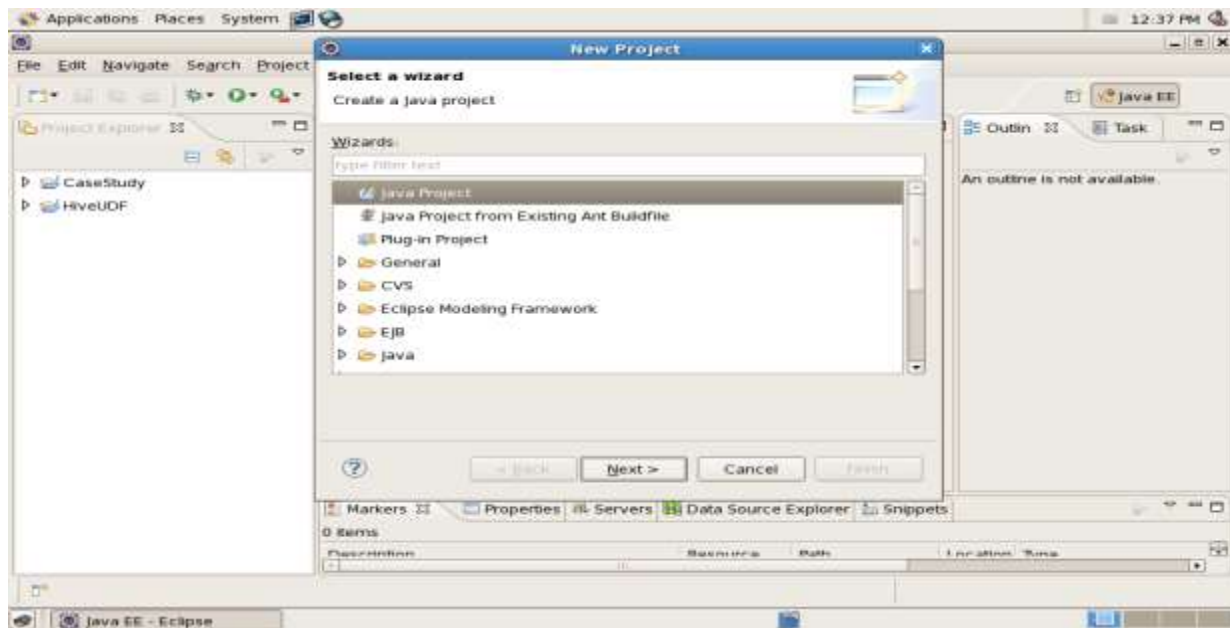 Applications Places System
12:37 PM
New Project
File Edit Navigate Search Project
Select a wizard
Create a Java project
Java EE
Project Explorer
Outlin
Task
Wizards:
type filter text
An outline is not available.
CaseStudy
HiveUDF
Java Project
Java Project from Existing Ant Buildfile
Plug-in Project
General
CVS
Eclipse Modeling Framework
EJB
Java
< Back
Next >
Cancel
Finish
Markers
Properties
Servers
Data Source Explorer
Snippets
0 items
Description
Resource
Path
Location
Type
Java EE - Eclipse